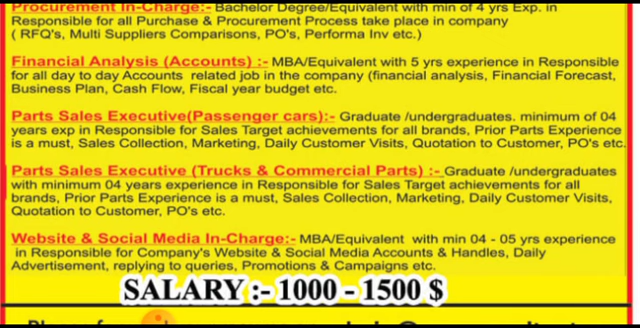 Procurement In-Charge:- Bachelor Degree/Equivalent with min of 4 yrs Exp. in
Responsible for all Purchase & Procurement Process take place in company
( RFQ's, Multi Suppliers Comparisons, PO's, Performa Inv etc.)
Financial Analysis (Accounts) :- MBA/Equivalent with 5 yrs experience in Responsible
for all day to day Accounts related job in the company (financial analysis, Financial Forecast,
Business Plan, Cash Flow, Fiscal year budget etc.
Parts Sales Executive(Passenger cars):- Graduate /undergraduates. minimum of 04
years exp in Responsible for Sales Target achievements for all brands, Prior Parts Experience
is a must, Sales Collection, Marketing, Daily Customer Visits, Quotation to Customer, PO's etc.
Parts Sales Executive (Trucks & Commercial Parts) :- Graduate /undergraduates
with minimum 04 years experience in Responsible for Sales Target achievements for all
brands, Prior Parts Experience is a must, Sales Collection, Marketing, Daily Customer Visits,
Quotation to Customer, PO's etc.
Website & Social Media In-Charge:- MBA/Equivalent with min 04 - 05 yrs experience
in Responsible for Company's Website & Social Media Accounts & Handles, Daily
Advertisement, replying to queries, Promotions & Campaigns etc.
SALARY :- 1000 - 1500 $